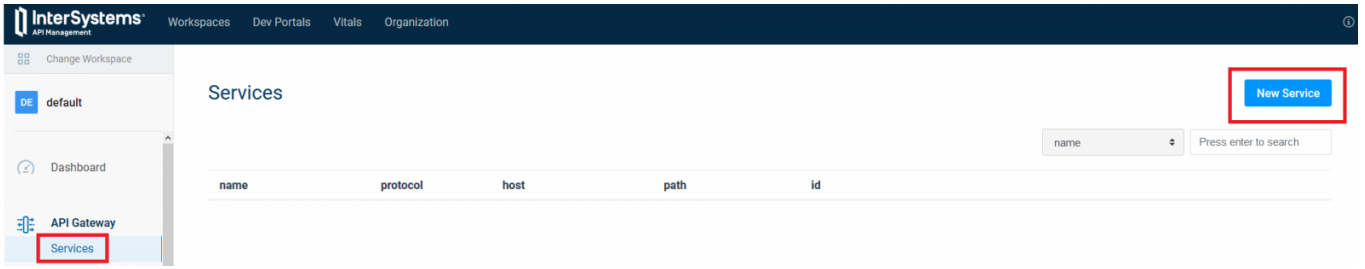 InterSystems®
API Management
Workspaces Dev Portals Vitals Organization
Change Workspace
DE default
Services
New Service
name
Press enter to search
Dashboard
name protocol host path id
API Gateway
Services